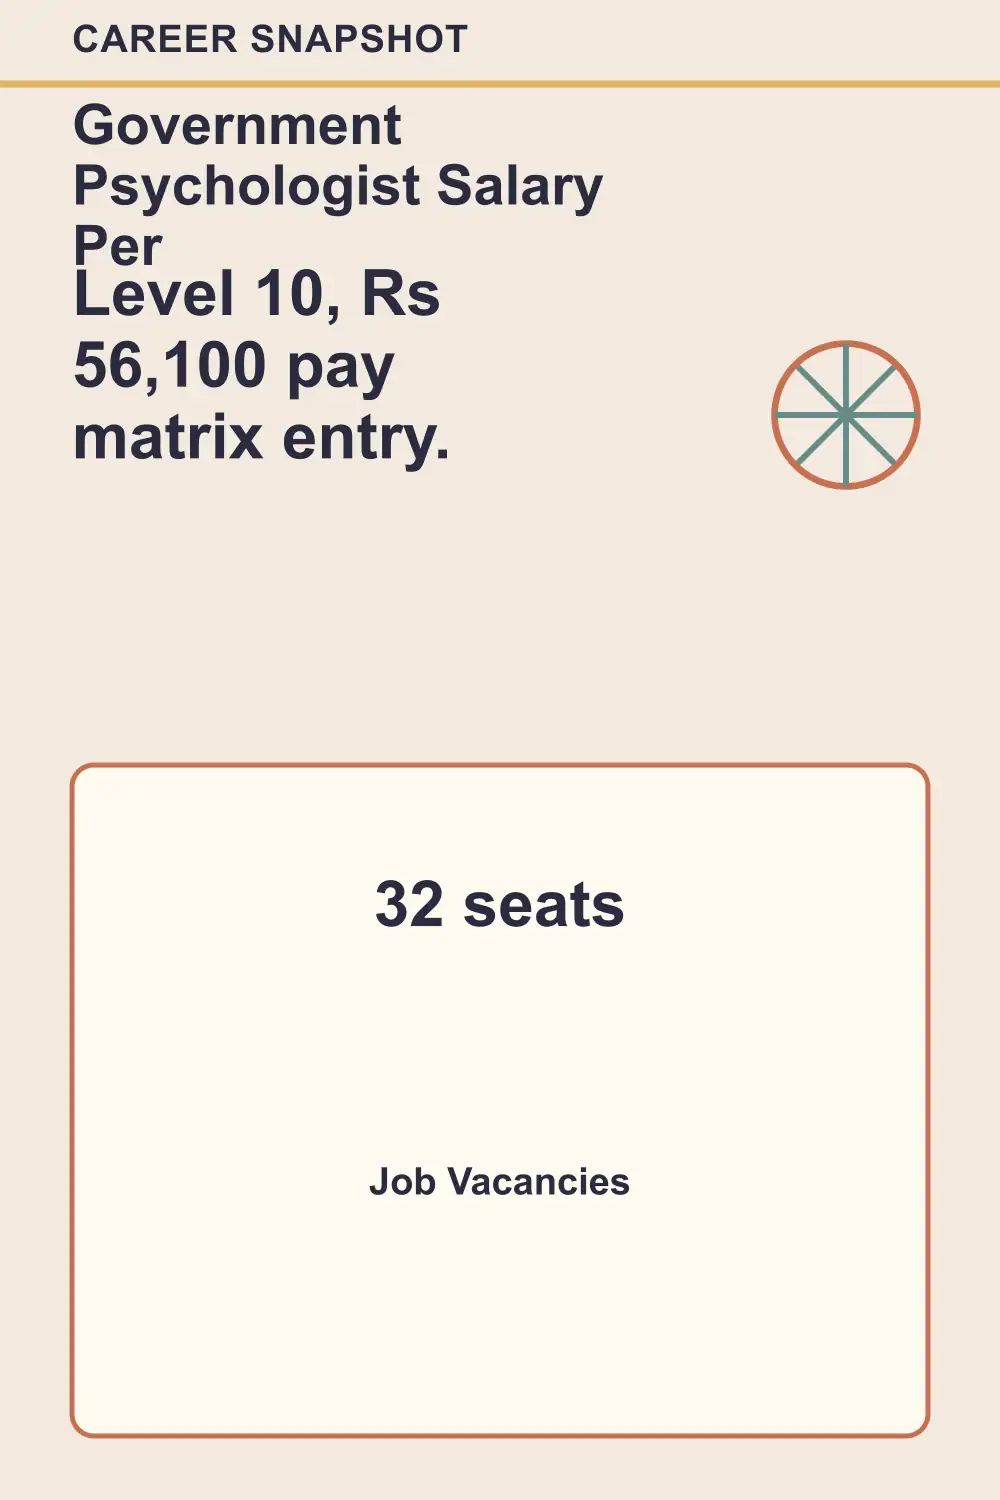 CAREER SNAPSHOT
Government
Psychologist Salary
Per
Level 10, Rs
56,100 pay
matrix entry.
32 seats
Job Vacancies